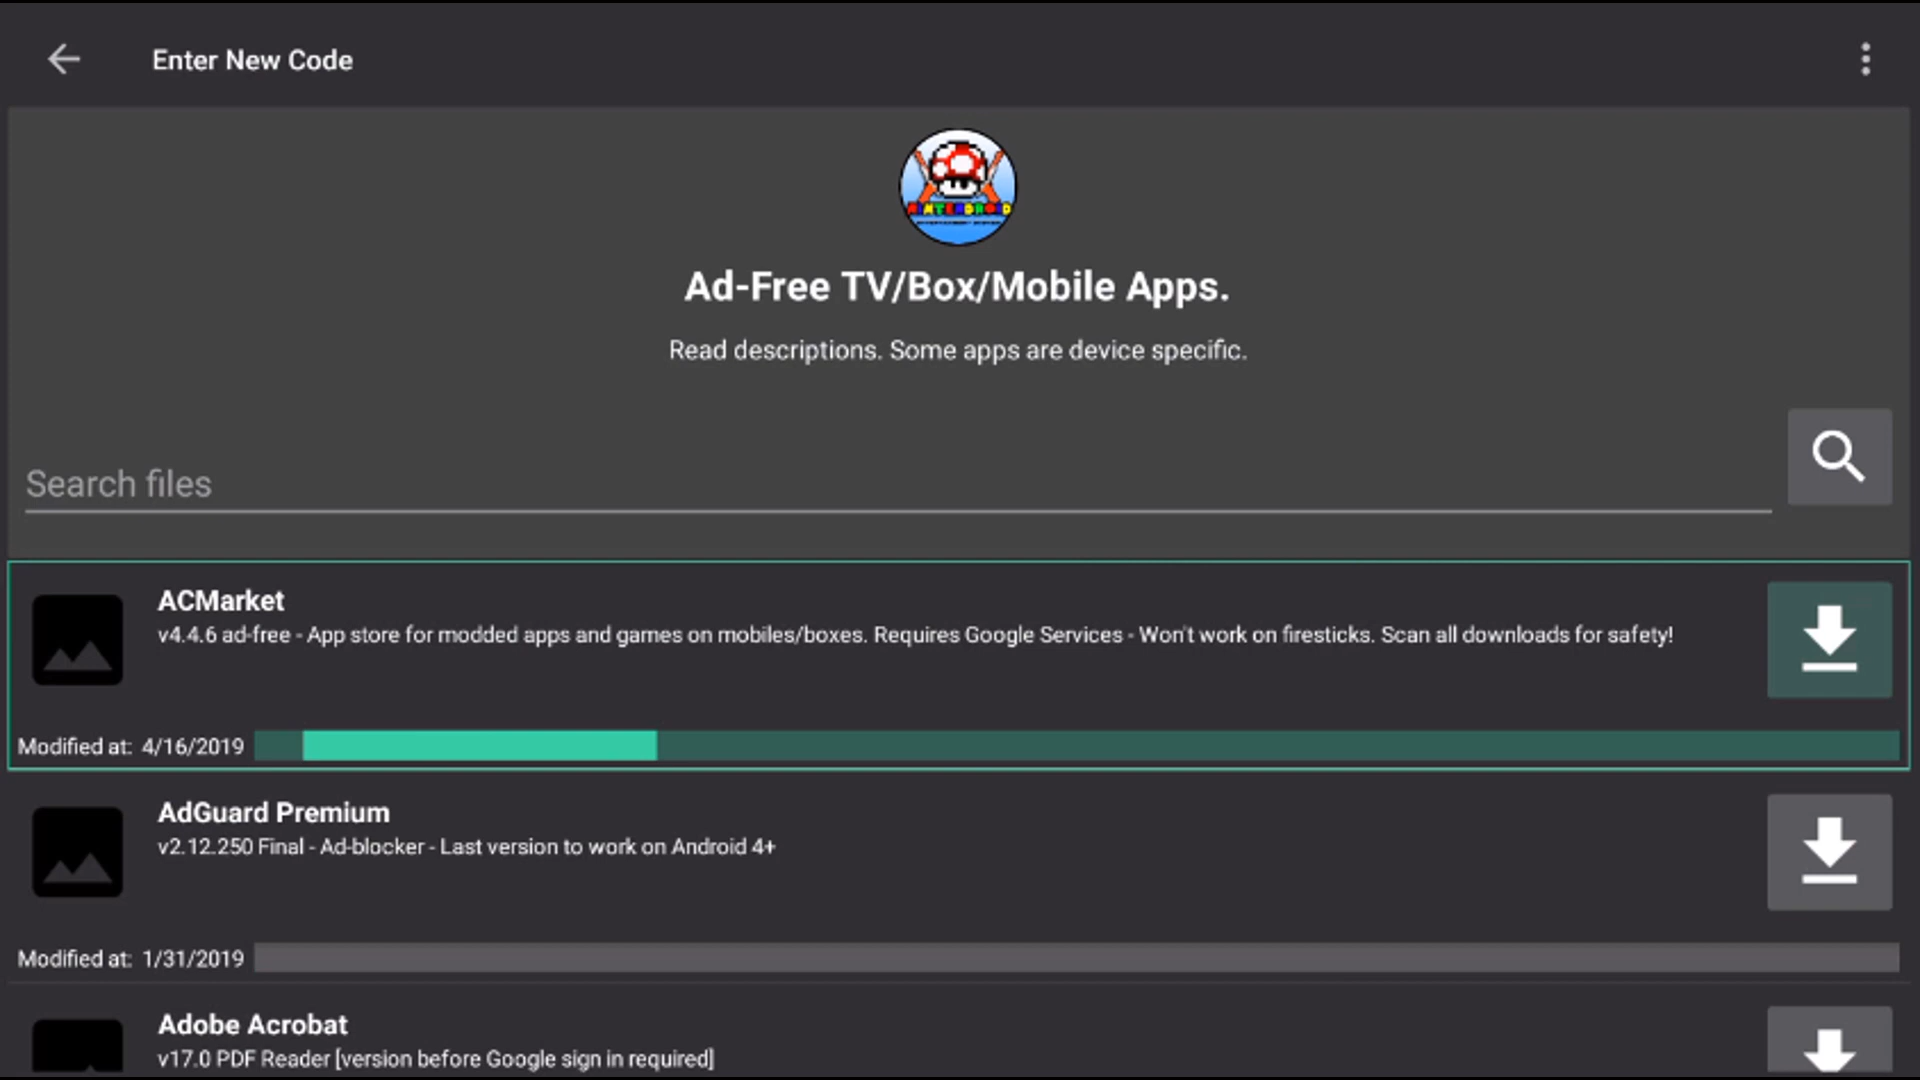 Enter New Code
NINTENDROID
Ad-Free TV/Box/Mobile Apps.
Read descriptions. Some apps are device specific.
Search files
ACMarket
v4.4.6 ad-free - App store for modded apps and games on mobiles/boxes. Requires Google Services - Won't work on firesticks. Scan all downloads for safety!
Modified at: 4/16/2019
AdGuard Premium
v2.12.250 Final - Ad-blocker - Last version to work on Android 4+
Modified at: 1/31/2019
Adobe Acrobat
v17.0 PDF Reader [version before Google sign in required]